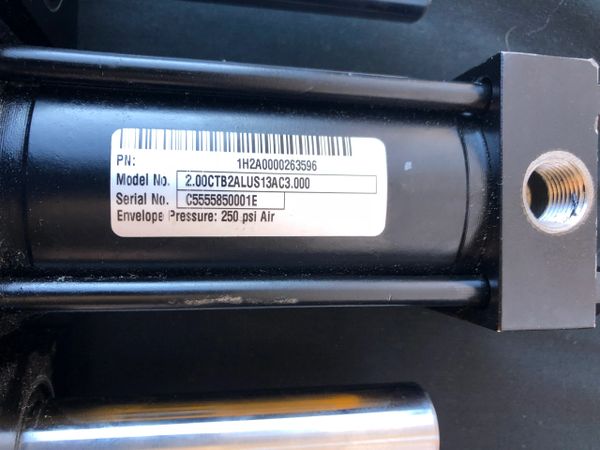 PN: 1H2A0000263596
Model No. 2.00CTB2ALUS13AC3.000
Serial No. C5555850001E
Envelope Pressure: 250 psi Air